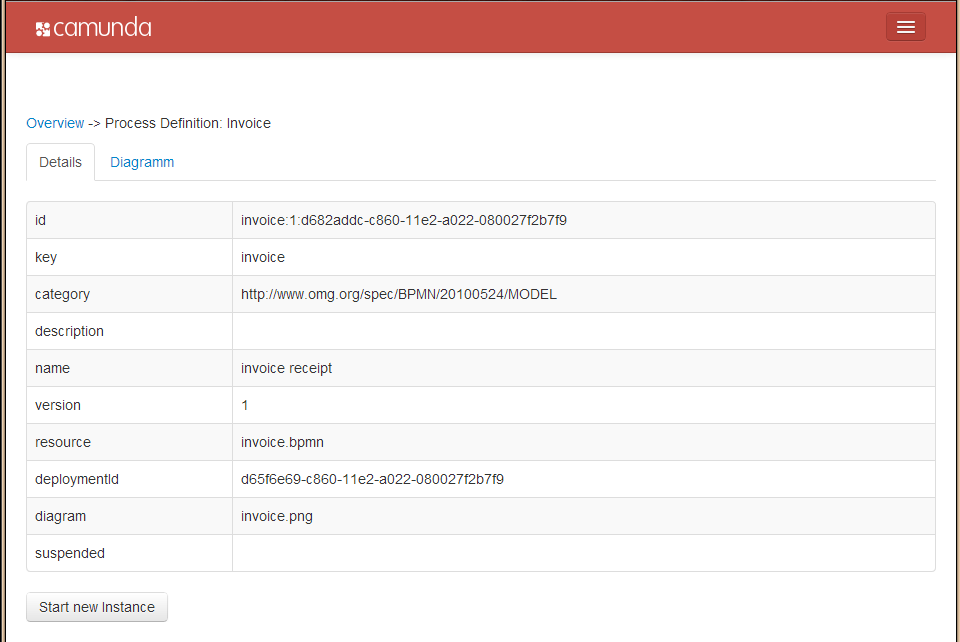 camunda
Overview -> Process Definition: Invoice
Details Diagramm
id invoice:1:d682addc-c860-11e2-a022-080027f2b7f9
key invoice
category http://www.omg.org/spec/BPMN/20100524/MODEL
description
name invoice receipt
version 1
resource invoice.bpmn
deploymentId d65f6e69-c860-11e2-a022-080027f2b7f9
diagram invoice.png
suspended
Start new Instance